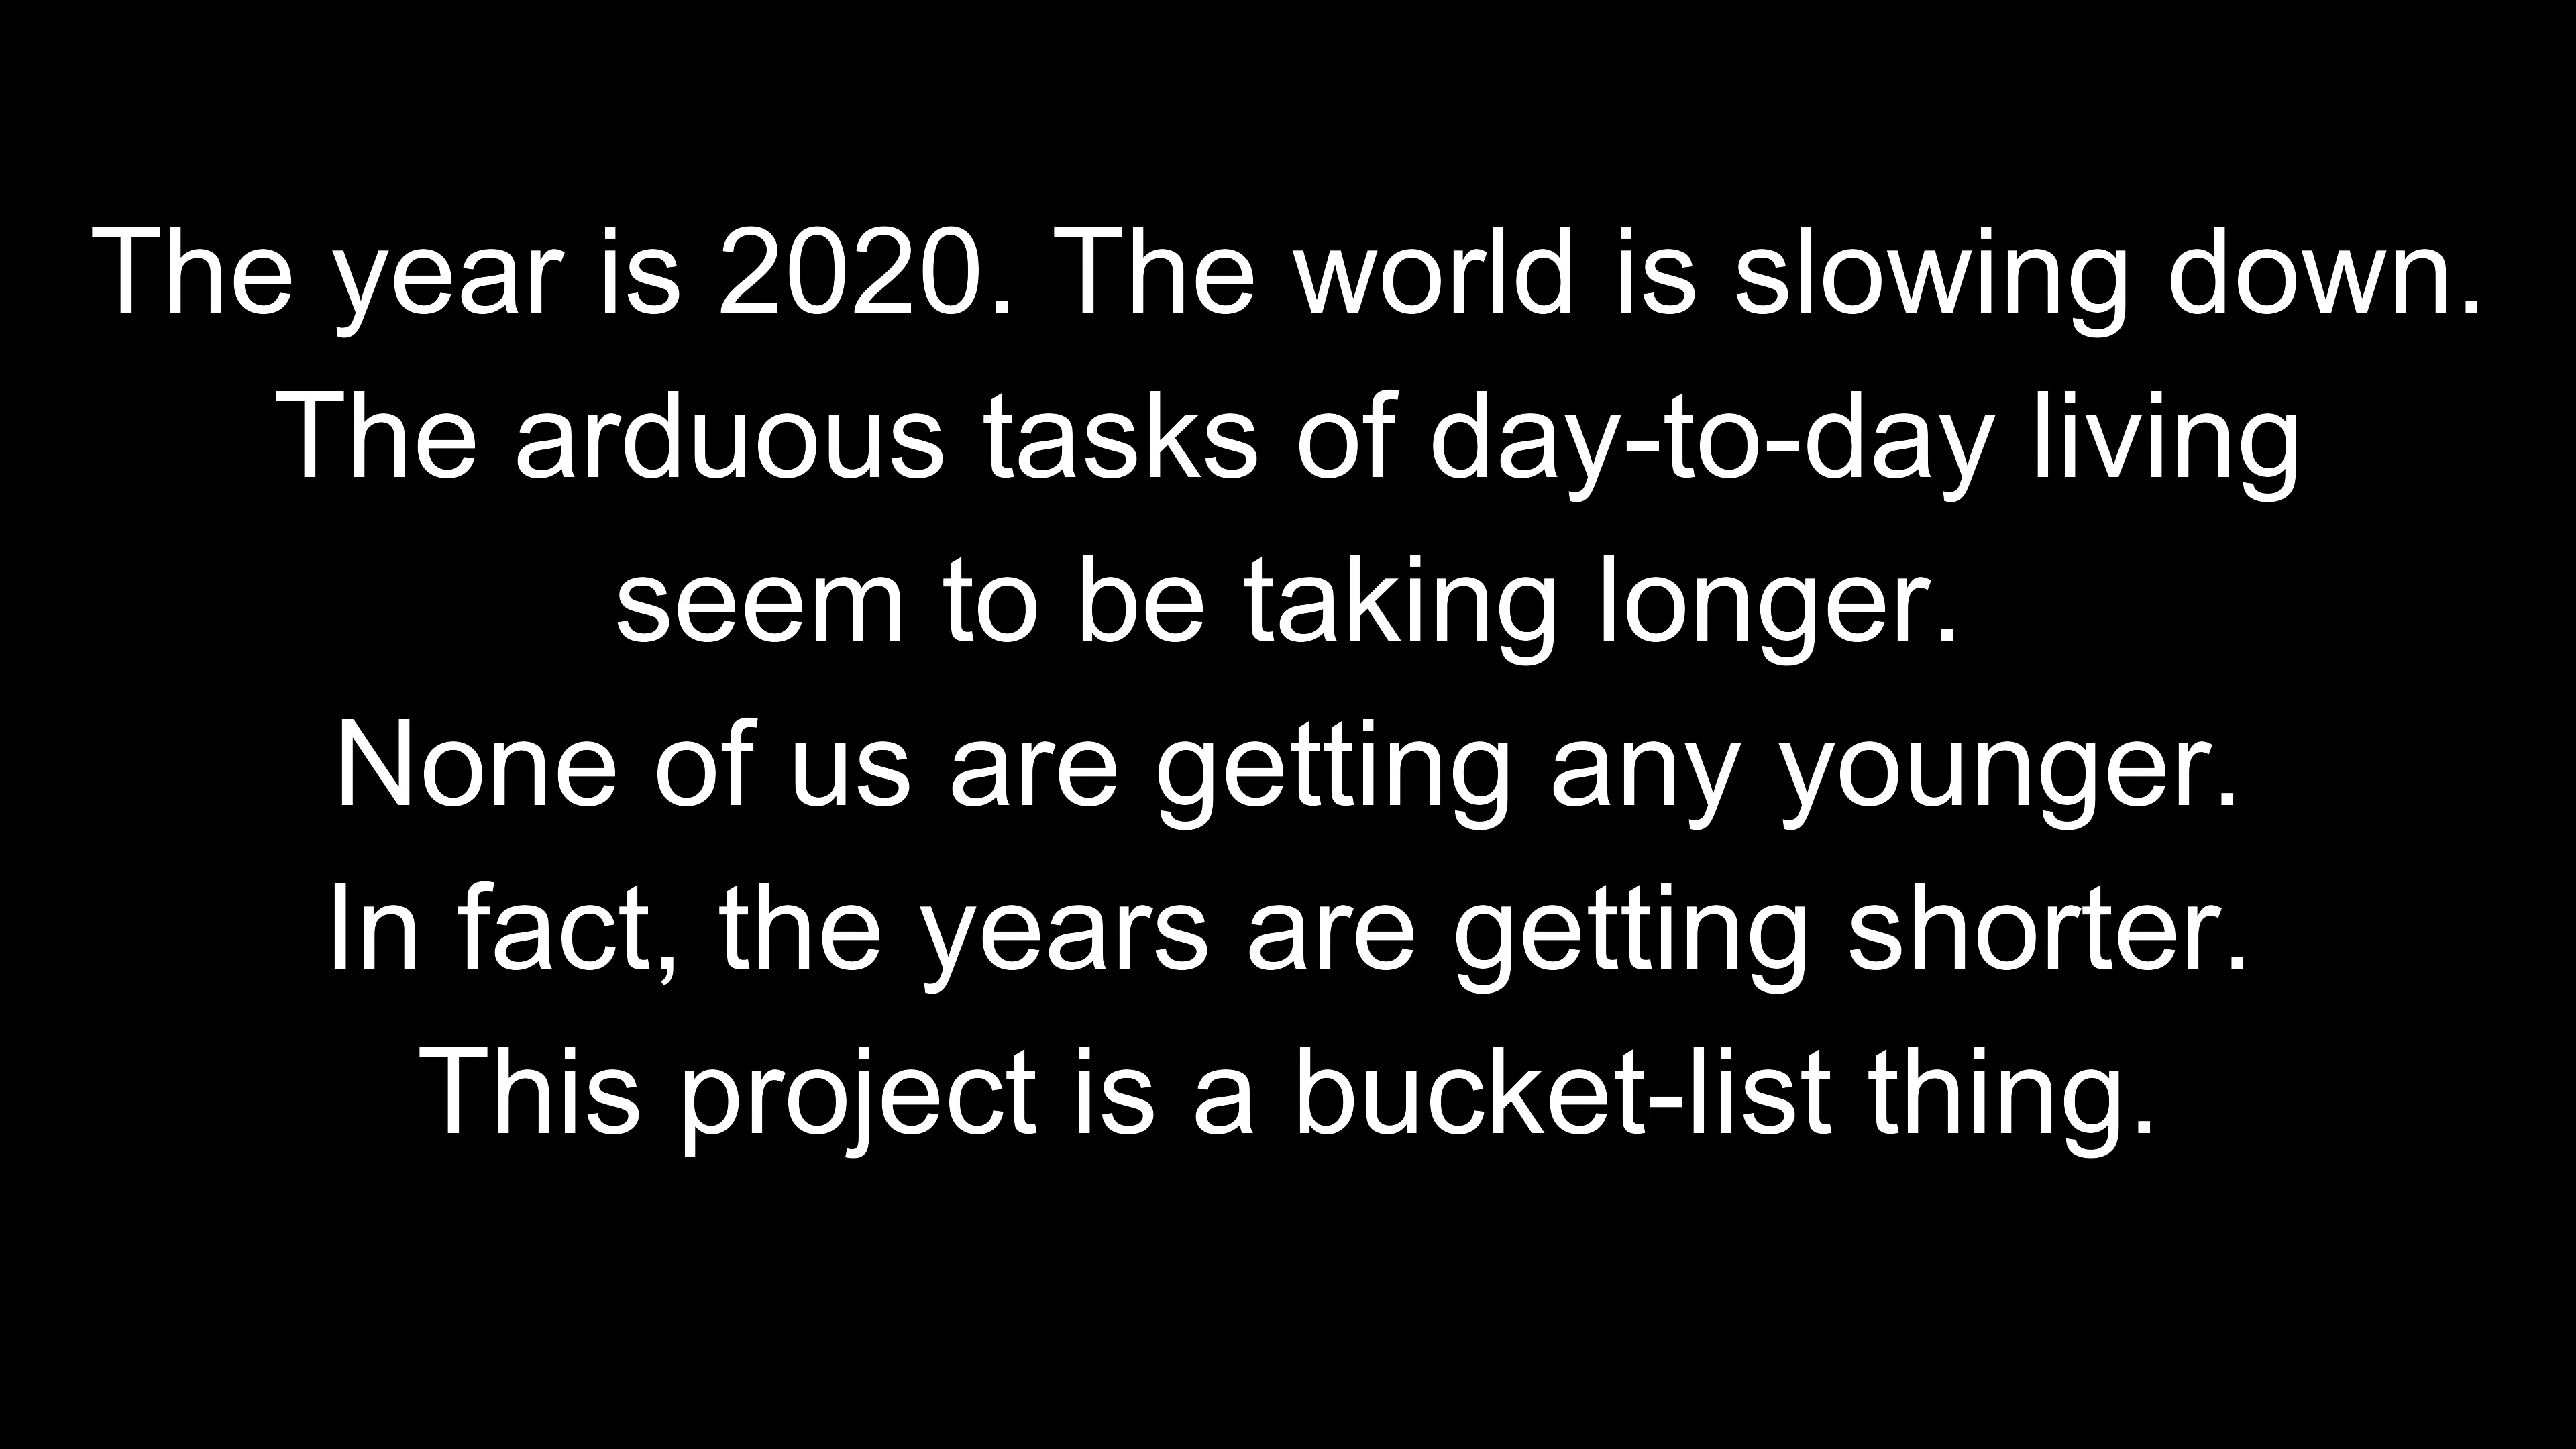 The year is 2020. The world is slowing down.
The arduous tasks of day-to-day living
seem to be taking longer.
None of us are getting any younger.
In fact, the years are getting shorter.
This project is a bucket-list thing.